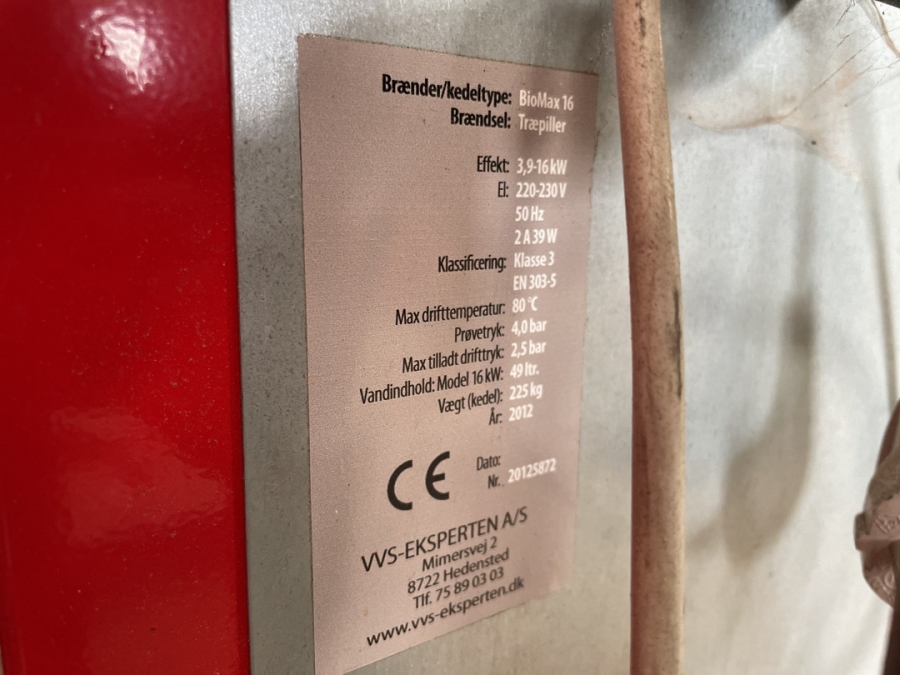 Brænder/kedeltype: BioMax 16
Brændsel: Træpiller
Effekt: 3,9-16 kW
El: 220-230 V
50 Hz
2 A 39 W
Klassificering: Klasse 3
EN 303-5
Max drifttemperatur: 80 °C
Prøvetryk: 4,0 bar
Max tilladt drifttryk: 2,5 bar
Vandindhold: Model 16 kW: 49 ltr.
Vægt (kedel): 225 kg
År: 2012
CE
Dato:
Nr. 20125872
VVS-EKSPERTEN A/S
Mimersvej 2
8722 Hedensted
Tlf. 75 89 03 03
www.vvs-eksperten.dk